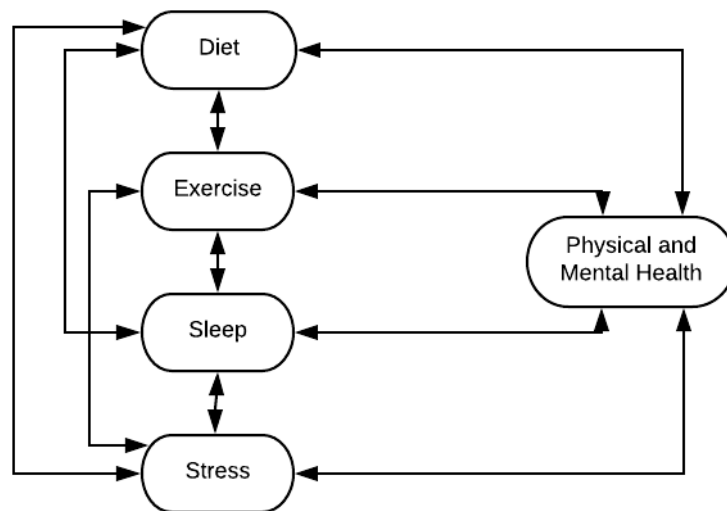 Diet
Exercise
Physical and
Mental Health
Sleep
Stress